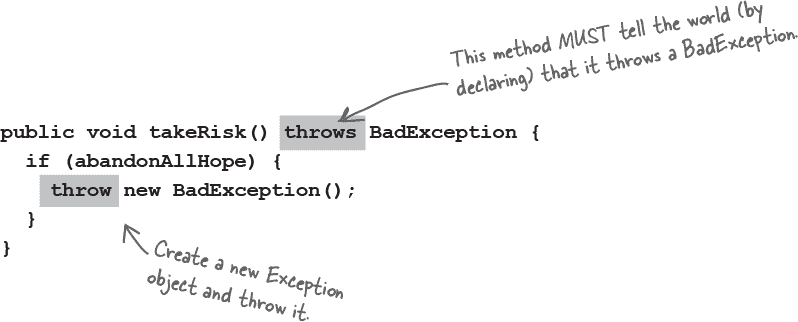 This method MUST tell the world (by
declaring) that it throws a BadException.
public void takeRisk() throws BadException {
if (abandonAllHope) {
throw new BadException();
}
}
Create a new Exception
object and throw it.